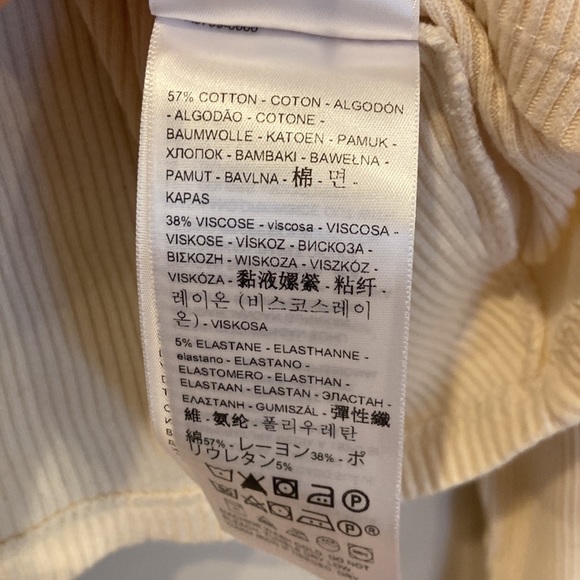 57% COTTON - COTON - ALGODÓN
- ALGODÃO - COTONE -
BAUMWOLLE - KATOEN - PAMUK -
ХЛОПОК - BAMBAKI - BAWEŁNA -
PAMUT - BAVLNA - 棉 - 면 -
KAPAS
38% VISCOSE - viscosa - VISCOSA -
VISKOSE - VİSKOZ - ВИСКОЗА -
ΒΙΣΚΟΖΗ - WISKOZA - VISZKÓZ -
VISKÓZA - 黏液嫘縈 - 粘纤 -
레이온 (비스코스레이
온) - VISKOSA
5% ELASTANE - ELASTHANNE -
elastano - ELASTANO -
ELASTOMERO - ELASTHAN -
ELASTAAN - ELASTAN - ЭЛАСТАН -
ΕΛΑΣΤΑΝΗ - GUMISZÁL - 彈性纖
維 - 氨纶 - 폴리우레탄
綿57% - レーヨン38% - ポ
リウレタン5%